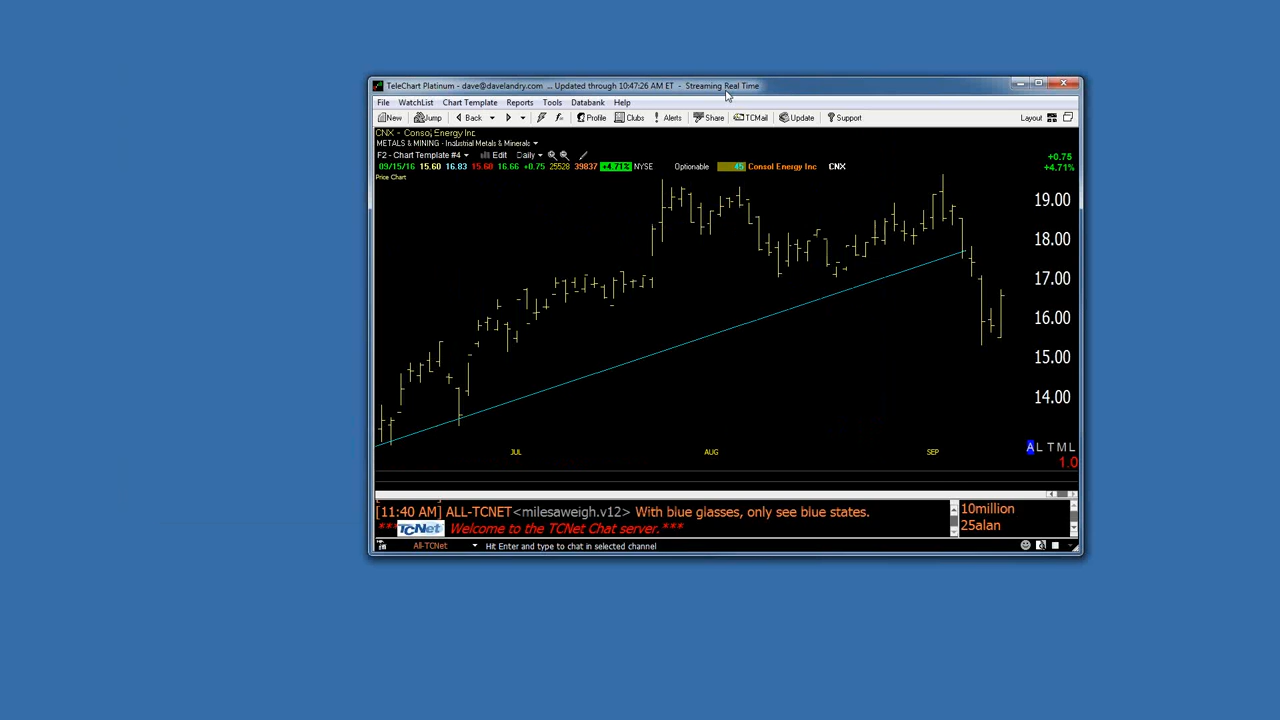 TeleChart Platinum - dave@davelandry.com ... Updated through 10:47:26 AM ET - Streaming Real Time
File WatchList Chart Template Reports Tools Databank Help
New Jump Back Profile Clubs Alerts Share TCMail Update Support Layout
CNX - Consol Energy Inc
METALS & MINING - Industrial Metals & Minerals
F2 - Chart Template #4 Edit Daily
+0.75
09/15/16 15.60 16.83 15.60 16.66 +0.75 25528 39837 +4.71% NYSE Optionable 45 Consol Energy Inc CNX
+4.71%
Price Chart
19.00
18.00
17.00
16.00
15.00
14.00
A L T M L
JUL AUG SEP
1.0
[11:40 AM] ALL-TCNET<milesaweigh.v12> With blue glasses, only see blue states.
10million
*** TCNet Welcome to the TCNet Chat server.***
25alan
All-TCNet Hit Enter and type to chat in selected channel